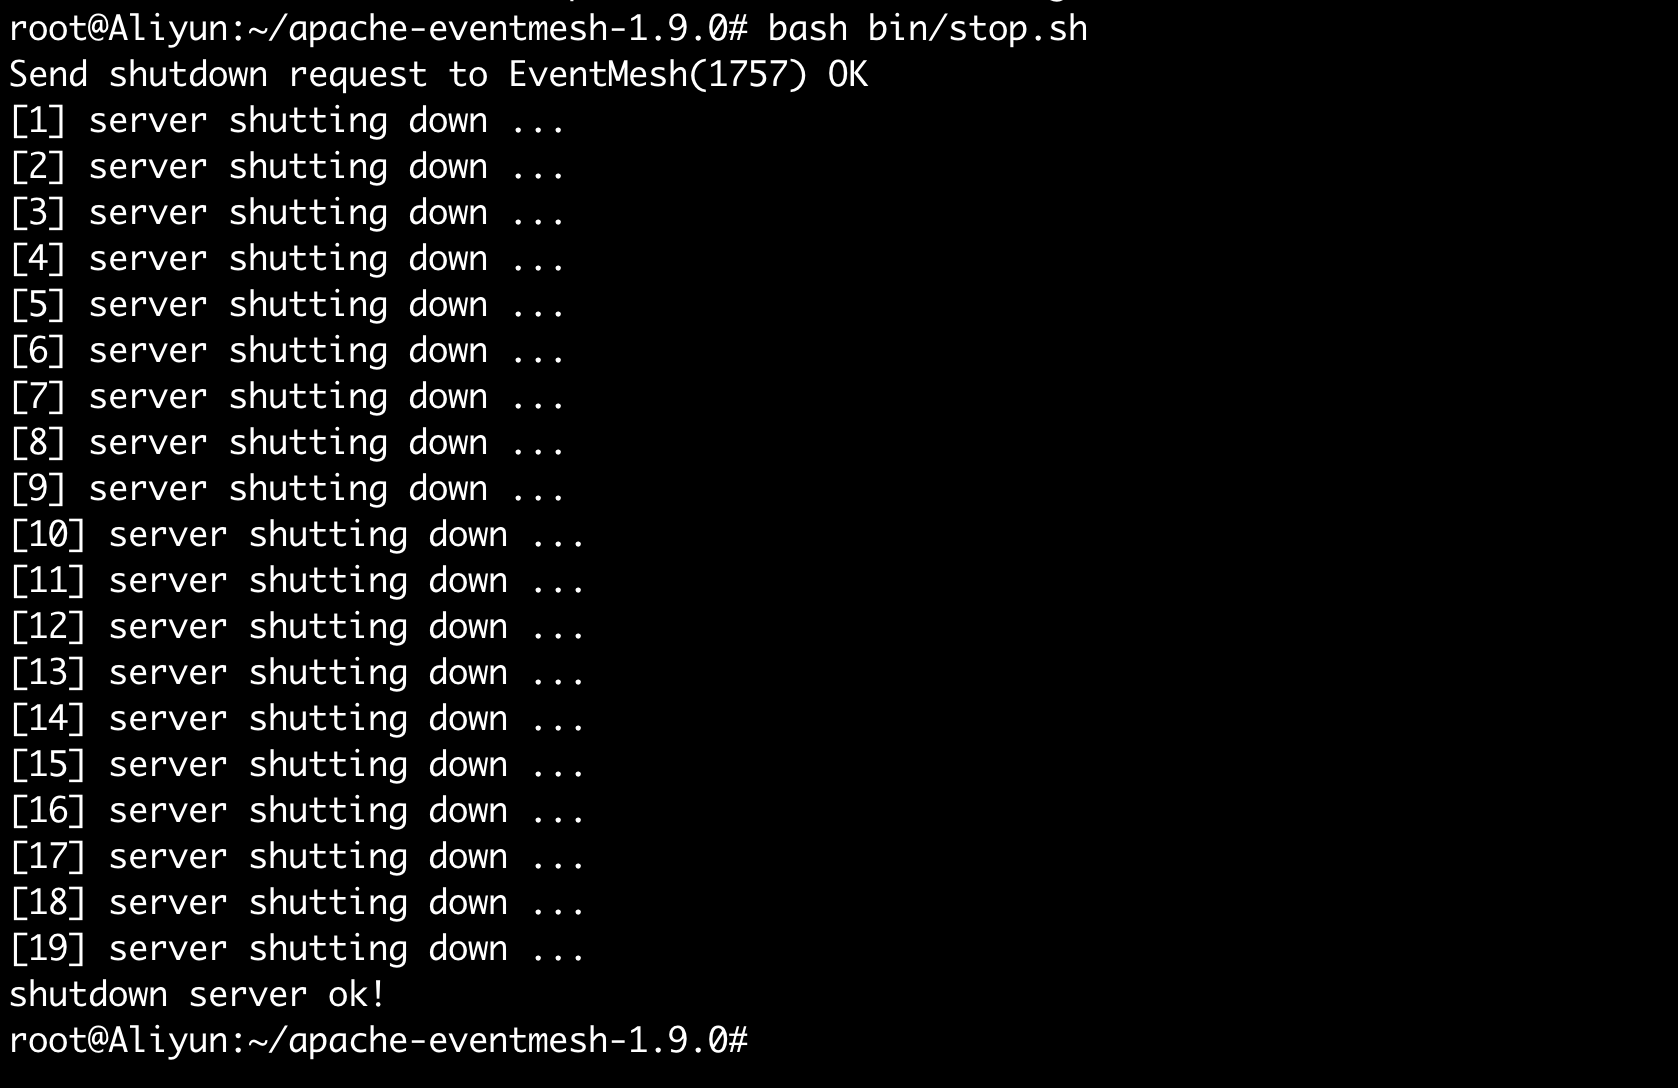 root@Aliyun:~/apache-eventmesh-1.9.0# bash bin/stop.sh
Send shutdown request to EventMesh(1757) OK
[1] server shutting down ...
[2] server shutting down ...
[3] server shutting down ...
[4] server shutting down ...
[5] server shutting down ...
[6] server shutting down ...
[7] server shutting down ...
[8] server shutting down ...
[9] server shutting down ...
[10] server shutting down ...
[11] server shutting down ...
[12] server shutting down ...
[13] server shutting down ...
[14] server shutting down ...
[15] server shutting down ...
[16] server shutting down ...
[17] server shutting down ...
[18] server shutting down ...
[19] server shutting down ...
shutdown server ok!
root@Aliyun:~/apache-eventmesh-1.9.0#